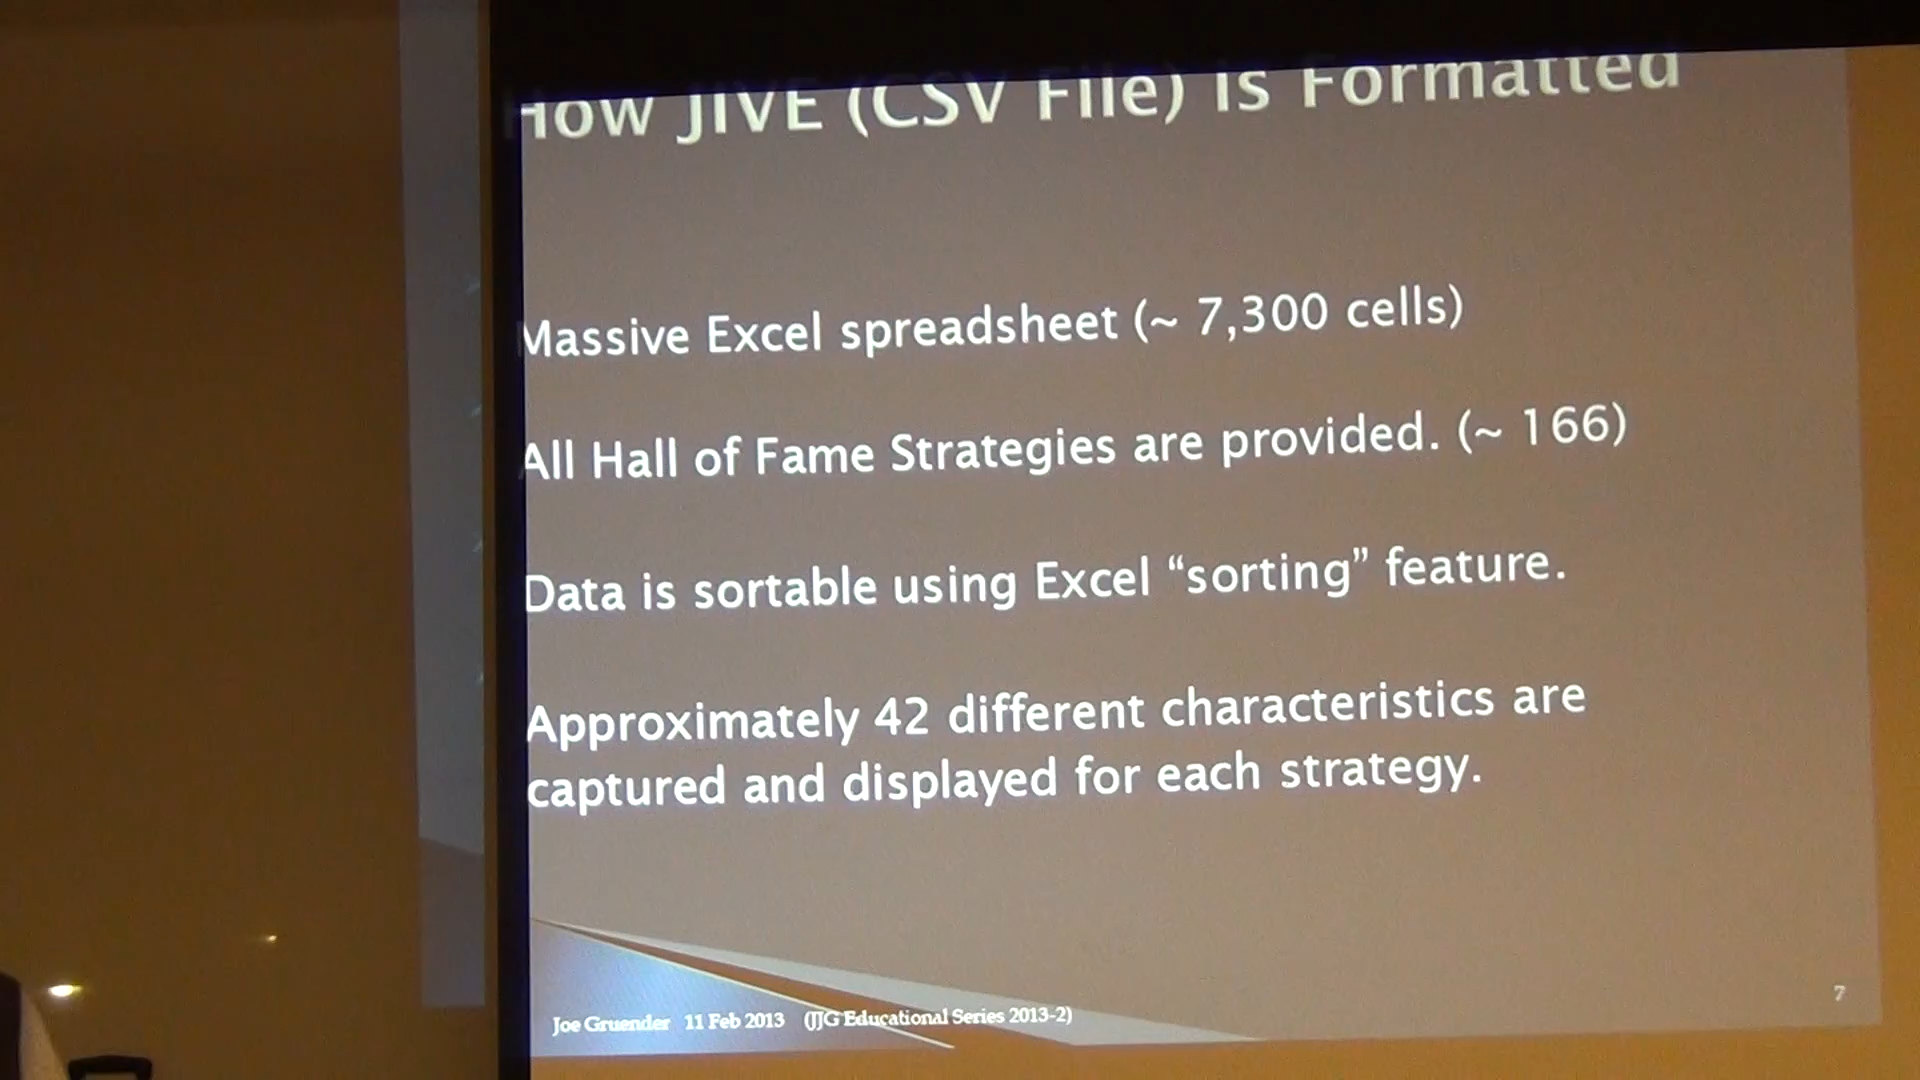 How JIVE (CSV File) is Formatted
Massive Excel spreadsheet (~ 7,300 cells)
All Hall of Fame Strategies are provided. (~ 166)
Data is sortable using Excel “sorting” feature.
Approximately 42 different characteristics are
captured and displayed for each strategy.
Joe Gruender 11 Feb 2013 (JJG Educational Series 2013-2)
7